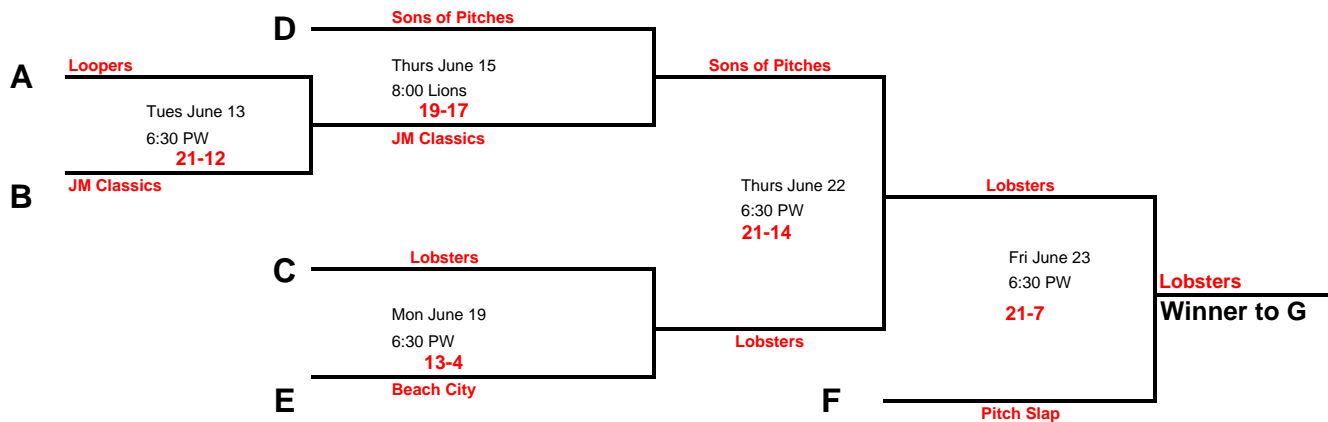 D
Sons of Pitches
A
Loopers
Thurs June 15
8:00 Lions
19-17
Sons of Pitches
Tues June 13
6:30 PW
21-12
JM Classics
B
JM Classics
Thurs June 22
6:30 PW
21-14
Lobsters
C
Lobsters
Fri June 23
6:30 PW
21-7
Lobsters
Winner to G
Mon June 19
6:30 PW
13-4
Lobsters
E
Beach City
F
Pitch Slap